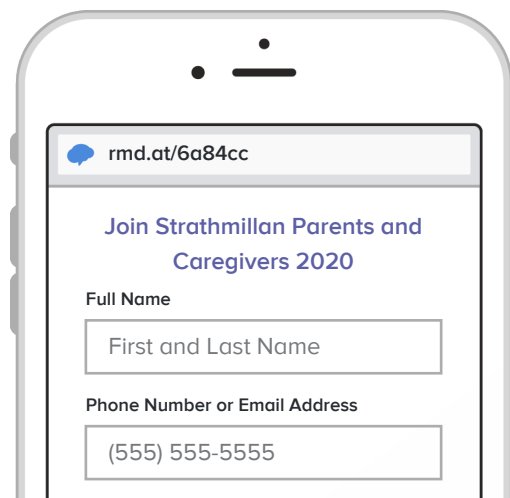 rmd.at/6a84cc
Join Strathmillan Parents and
Caregivers 2020
Full Name
First and Last Name
Phone Number or Email Address
(555) 555-5555